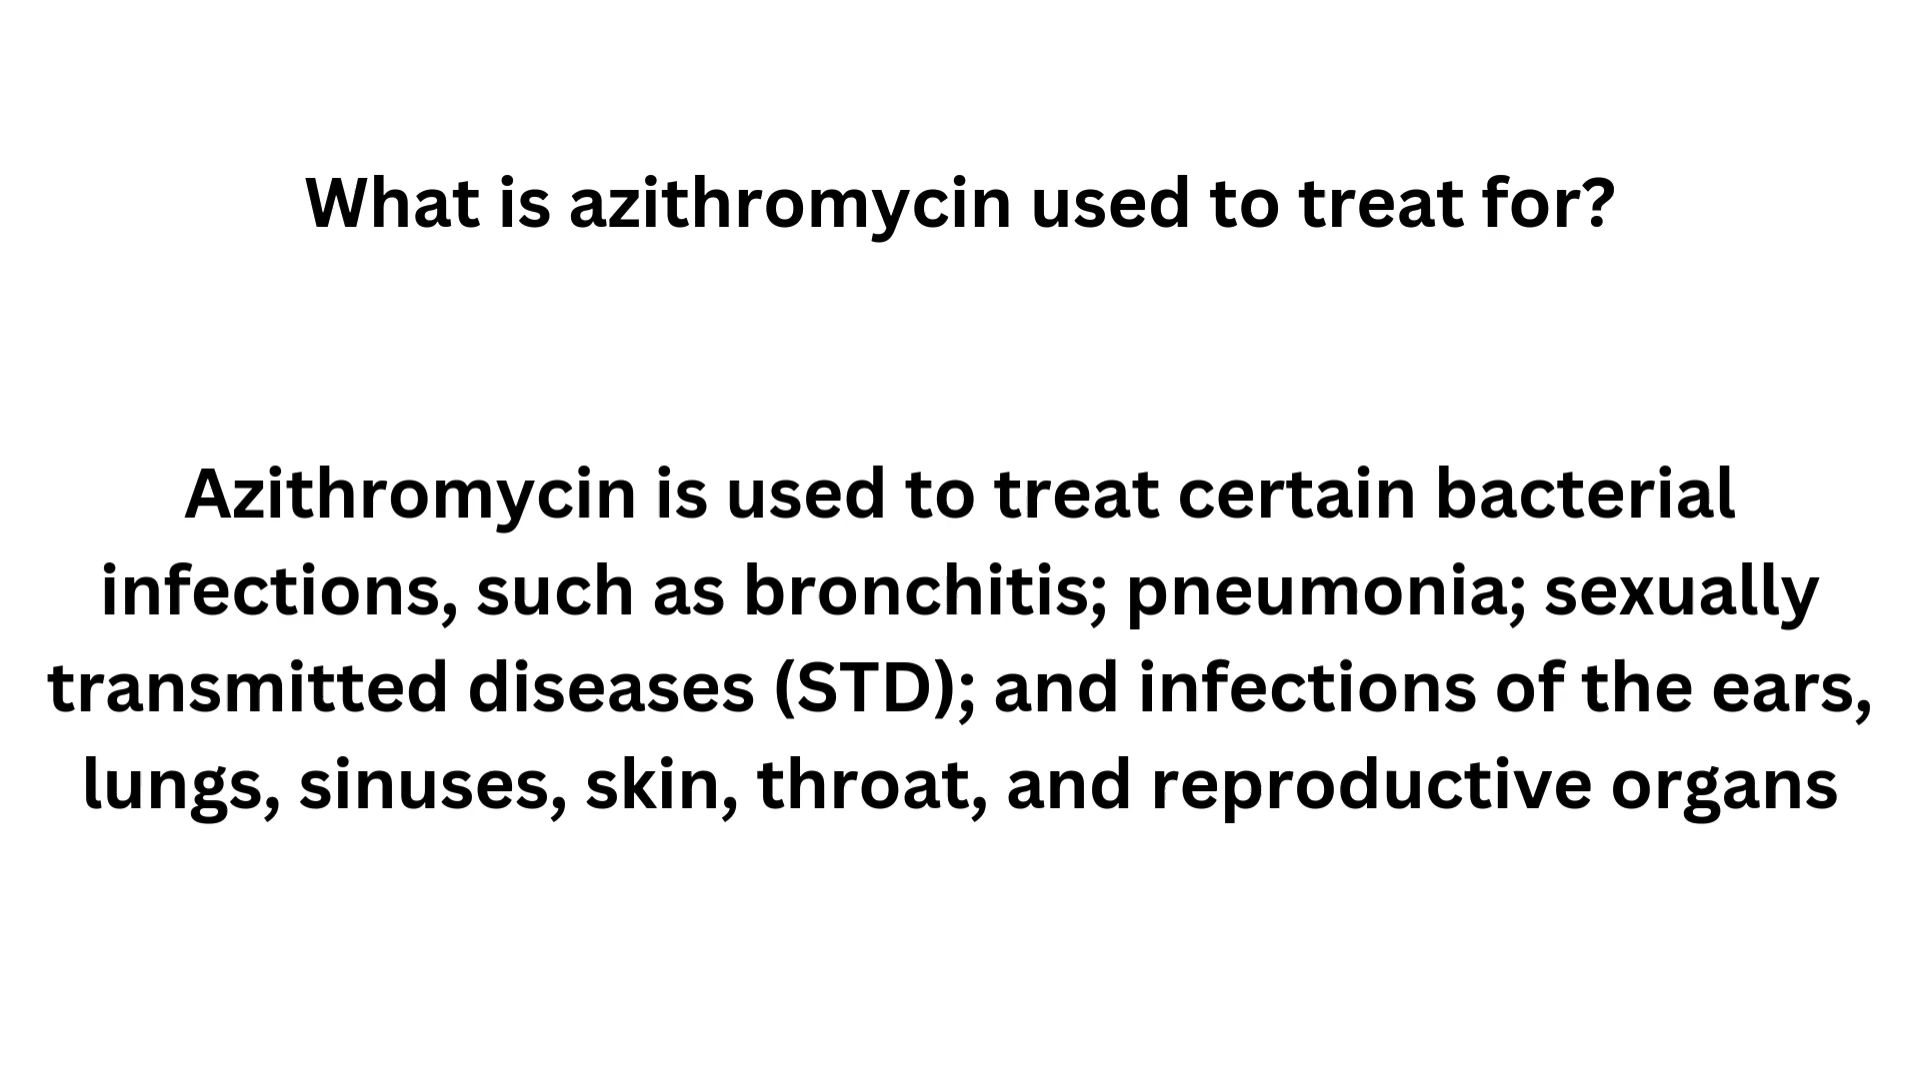 What is azithromycin used to treat for?
Azithromycin is used to treat certain bacterial
infections, such as bronchitis; pneumonia; sexually
transmitted diseases (STD); and infections of the ears,
lungs, sinuses, skin, throat, and reproductive organs